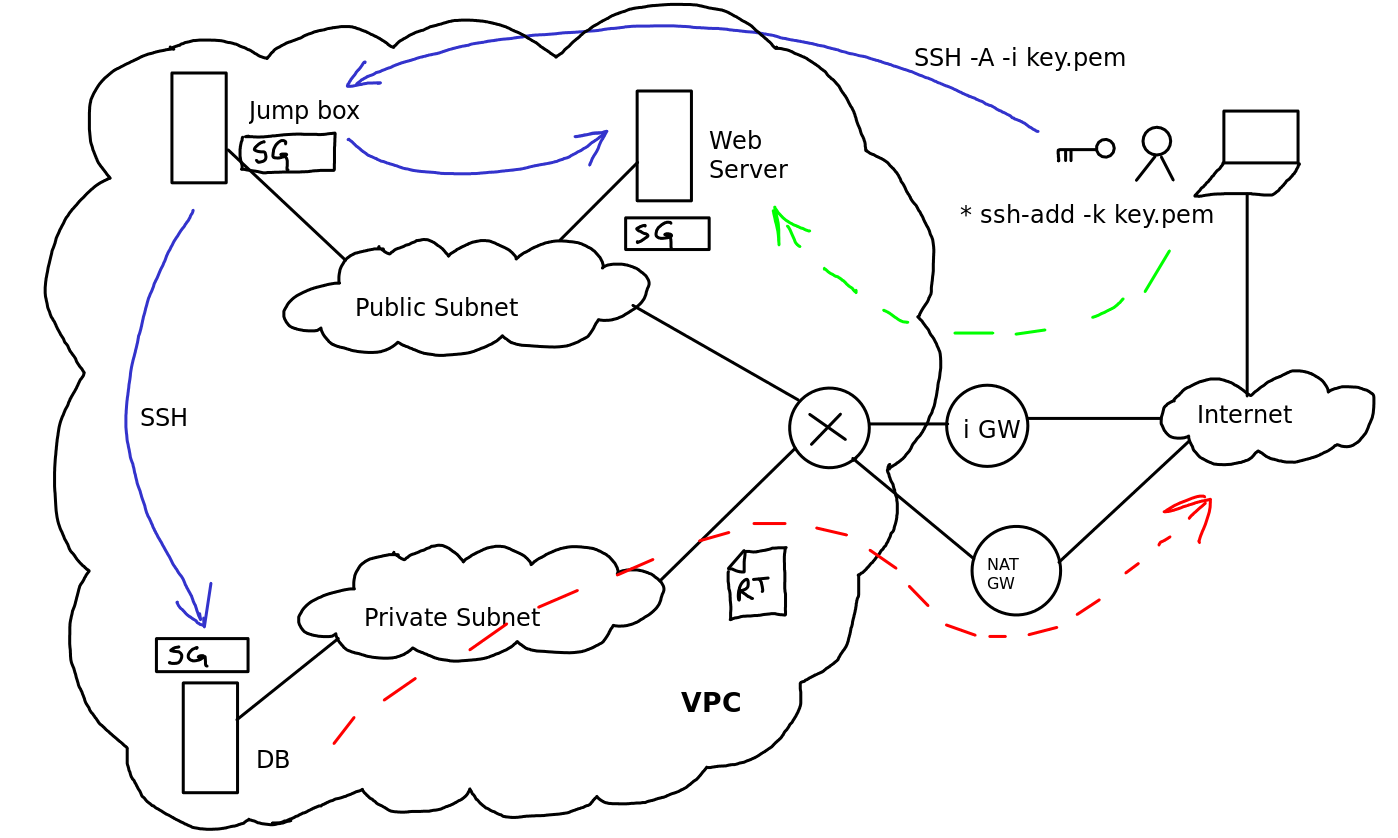 SSH -A -i key.pem
Jump box
SG
Web
Server
SG
* ssh-add -k key.pem
Public Subnet
SSH
i GW
Internet
NAT
GW
RT
Private Subnet
SG
VPC
DB